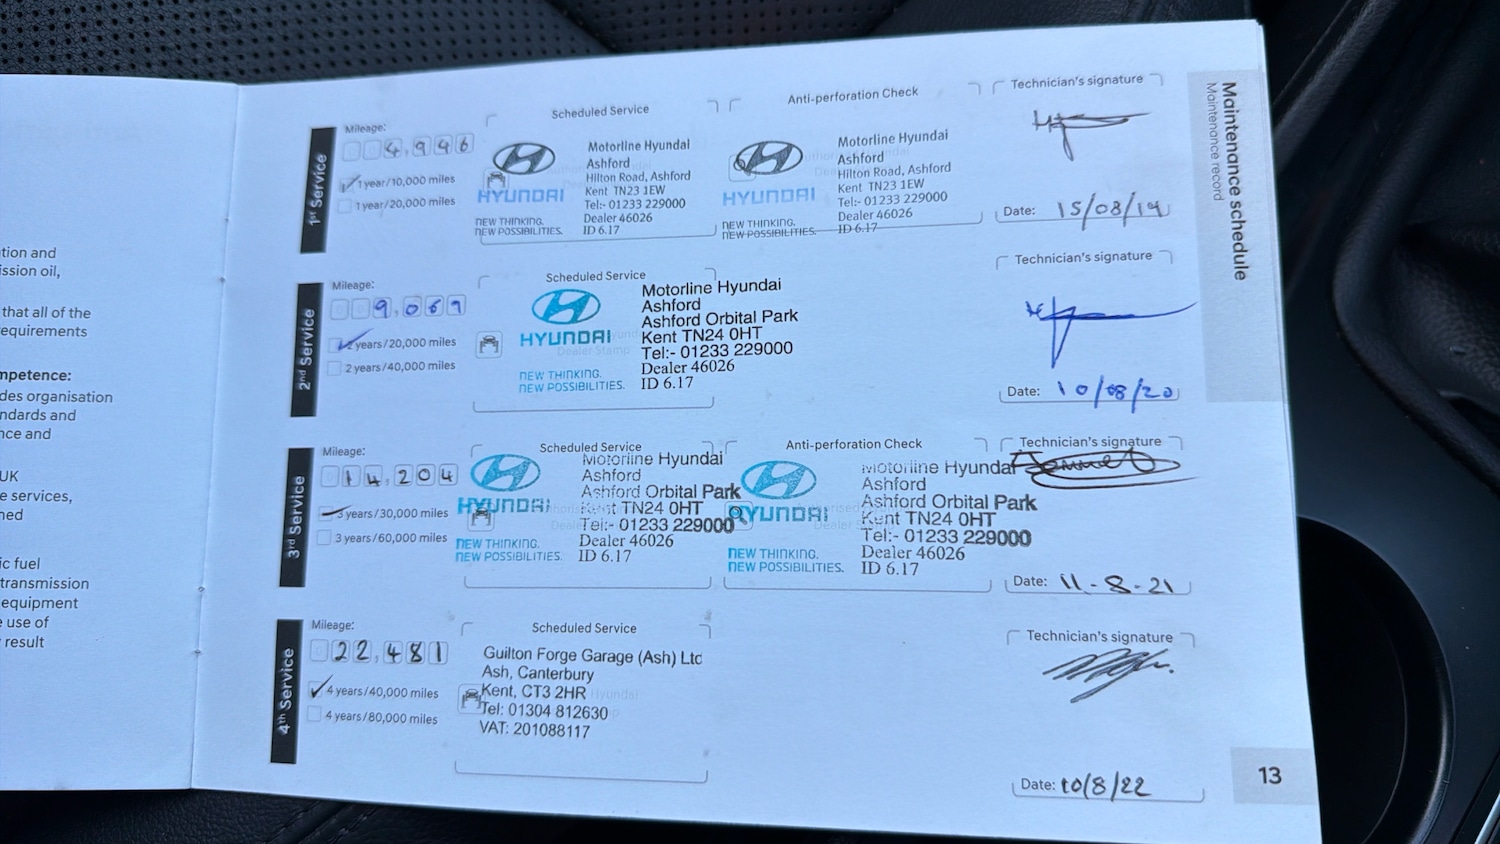 tion and
ission oil,
that all of the
equirements
mpetence:
des organisation
ndards and
nce and
UK
e services,
ned
ic fuel
transmission
equipment
e use of
result
Maintenance schedule
Maintenance record
1st Service
Mileage:
4,946
1 year/10,000 miles
1 year/20,000 miles
Scheduled Service
HYUNDAI
NEW THINKING.
NEW POSSIBILITIES.
Motorline Hyundai
Ashford
Hilton Road, Ashford
Kent TN23 1EW
Tel:- 01233 229000
Dealer 46026
ID 6.17
Anti-perforation Check
HYUNDAI
NEW THINKING.
NEW POSSIBILITIES.
Motorline Hyundai
Ashford
Hilton Road, Ashford
Kent TN23 1EW
Tel:- 01233 229000
Dealer 46026
ID 6.17
Technician's signature
Date: 15/08/19
2nd Service
Mileage:
9,069
2 years/20,000 miles
2 years/40,000 miles
Scheduled Service
HYUNDAI
NEW THINKING.
NEW POSSIBILITIES.
Motorline Hyundai
Ashford
Ashford Orbital Park
Kent TN24 0HT
Tel:- 01233 229000
Dealer 46026
ID 6.17
Technician's signature
Date: 10/08/20
3rd Service
Mileage:
14,204
3 years/30,000 miles
3 years/60,000 miles
Scheduled Service
HYUNDAI
NEW THINKING.
NEW POSSIBILITIES.
Motorline Hyundai
Ashford
Ashford Orbital Park
Kent TN24 0HT
Tel:- 01233 229000
Dealer 46026
ID 6.17
Anti-perforation Check
HYUNDAI
NEW THINKING.
NEW POSSIBILITIES.
Motorline Hyundai
Ashford
Ashford Orbital Park
Kent TN24 0HT
Tel:- 01233 229000
Dealer 46026
ID 6.17
Technician's signature
Date: 11-8-21
4th Service
Mileage:
22,481
4 years/40,000 miles
4 years/80,000 miles
Scheduled Service
Guilton Forge Garage (Ash) Ltd
Ash, Canterbury
Kent, CT3 2HR
Tel: 01304 812630
VAT: 201088117
Technician's signature
Date: 10/8/22
13